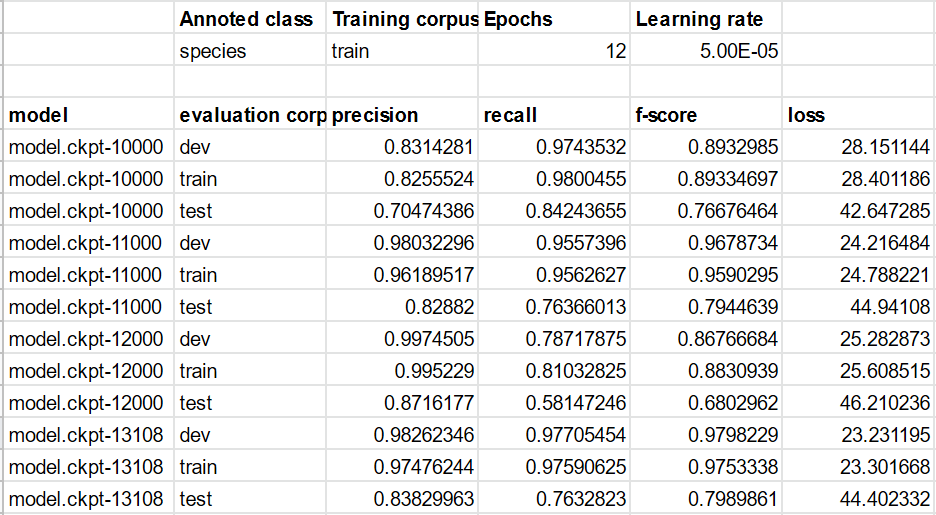 Annoted class Training corpus Epochs Learning rate
species train 12 5.00E-05
model evaluation corp precision recall f-score loss
model.ckpt-10000 dev 0.8314281 0.9743532 0.8932985 28.151144
model.ckpt-10000 train 0.8255524 0.9800455 0.89334697 28.401186
model.ckpt-10000 test 0.70474386 0.84243655 0.76676464 42.647285
model.ckpt-11000 dev 0.98032296 0.9557396 0.9678734 24.216484
model.ckpt-11000 train 0.96189517 0.9562627 0.9590295 24.788221
model.ckpt-11000 test 0.82882 0.76366013 0.7944639 44.94108
model.ckpt-12000 dev 0.9974505 0.78717875 0.86766684 25.282873
model.ckpt-12000 train 0.995229 0.81032825 0.8830939 25.608515
model.ckpt-12000 test 0.8716177 0.58147246 0.6802962 46.210236
model.ckpt-13108 dev 0.98262346 0.97705454 0.9798229 23.231195
model.ckpt-13108 train 0.97476244 0.97590625 0.9753338 23.301668
model.ckpt-13108 test 0.83829963 0.7632823 0.7989861 44.402332